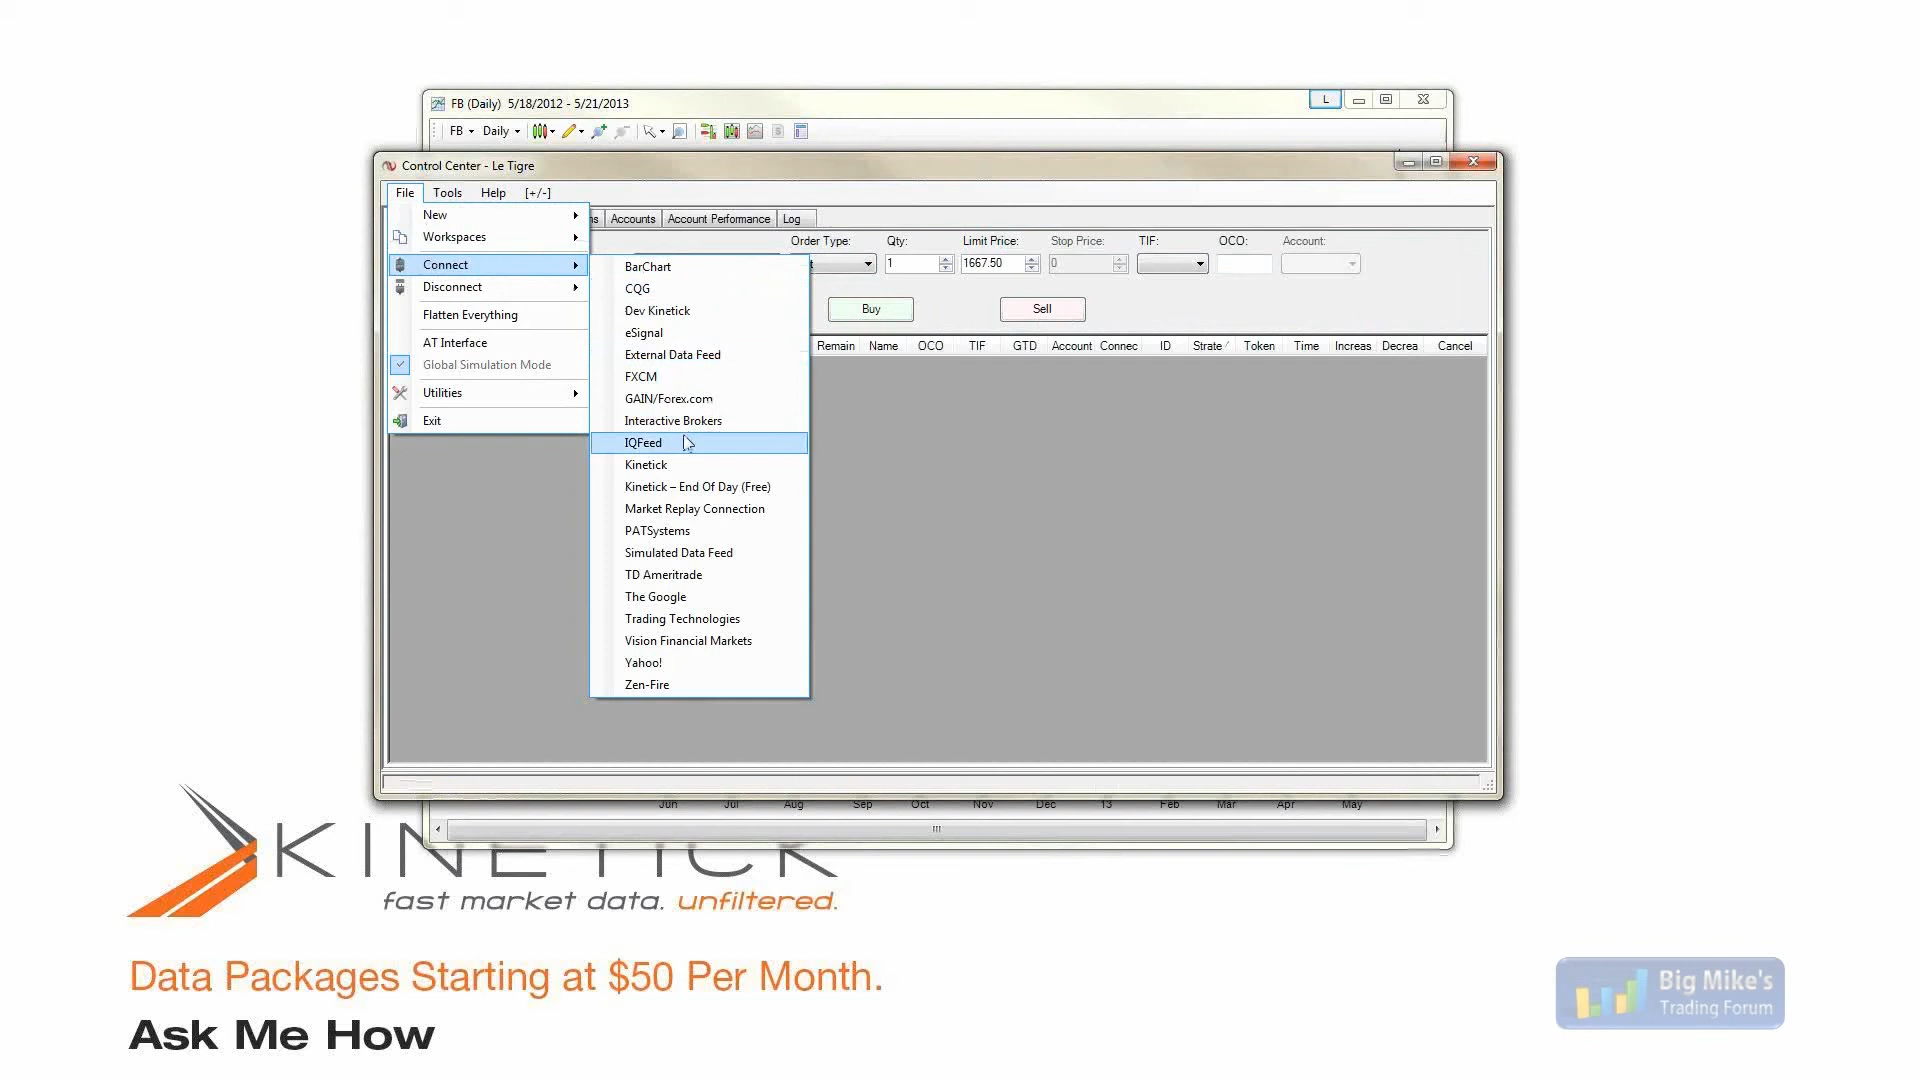 FB (Daily) 5/18/2012 - 5/21/2013
L
FB Daily
Control Center - Le Tigre
File Tools Help [+/-]
Accounts Account Performance Log
New
Workspaces
Connect
Disconnect
Flatten Everything
AT Interface
Global Simulation Mode
Utilities
Exit
Order Type: Qty: Limit Price: Stop Price: TIF: OCO: Account:
1 1667.50 0
Buy Sell
Remain Name OCO TIF GTD Account Connec ID Strate Token Time Increas Decrea Cancel
BarChart
CQG
Dev Kinetick
eSignal
External Data Feed
FXCM
GAIN/Forex.com
Interactive Brokers
IQFeed
Kinetick
Kinetick – End Of Day (Free)
Market Replay Connection
PATSystems
Simulated Data Feed
TD Ameritrade
The Google
Trading Technologies
Vision Financial Markets
Yahoo!
Zen-Fire
Jun Jul Aug Sep Oct Nov Dec 13 Feb Mar Apr May
KINETICK
fast market data. unfiltered.
Data Packages Starting at $50 Per Month.
Ask Me How
Big Mike's
Trading Forum